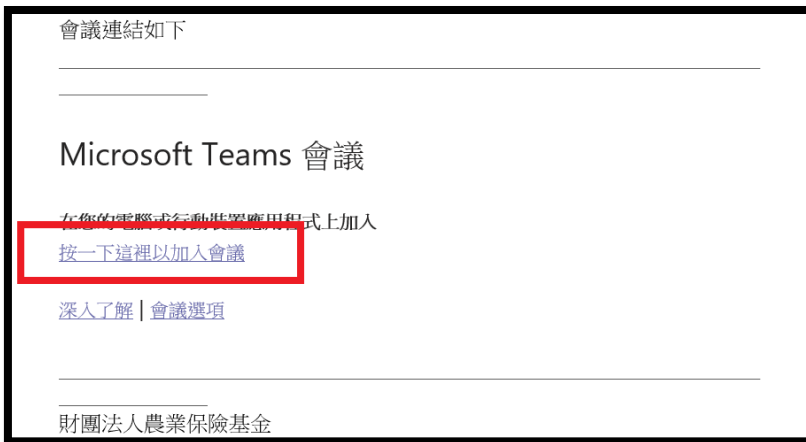 會議連結如下
Microsoft Teams 會議
在您的電腦或行動裝置應用程式上加入
按一下這裡以加入會議
深入了解 | 會議選項
財團法人農業保險基金